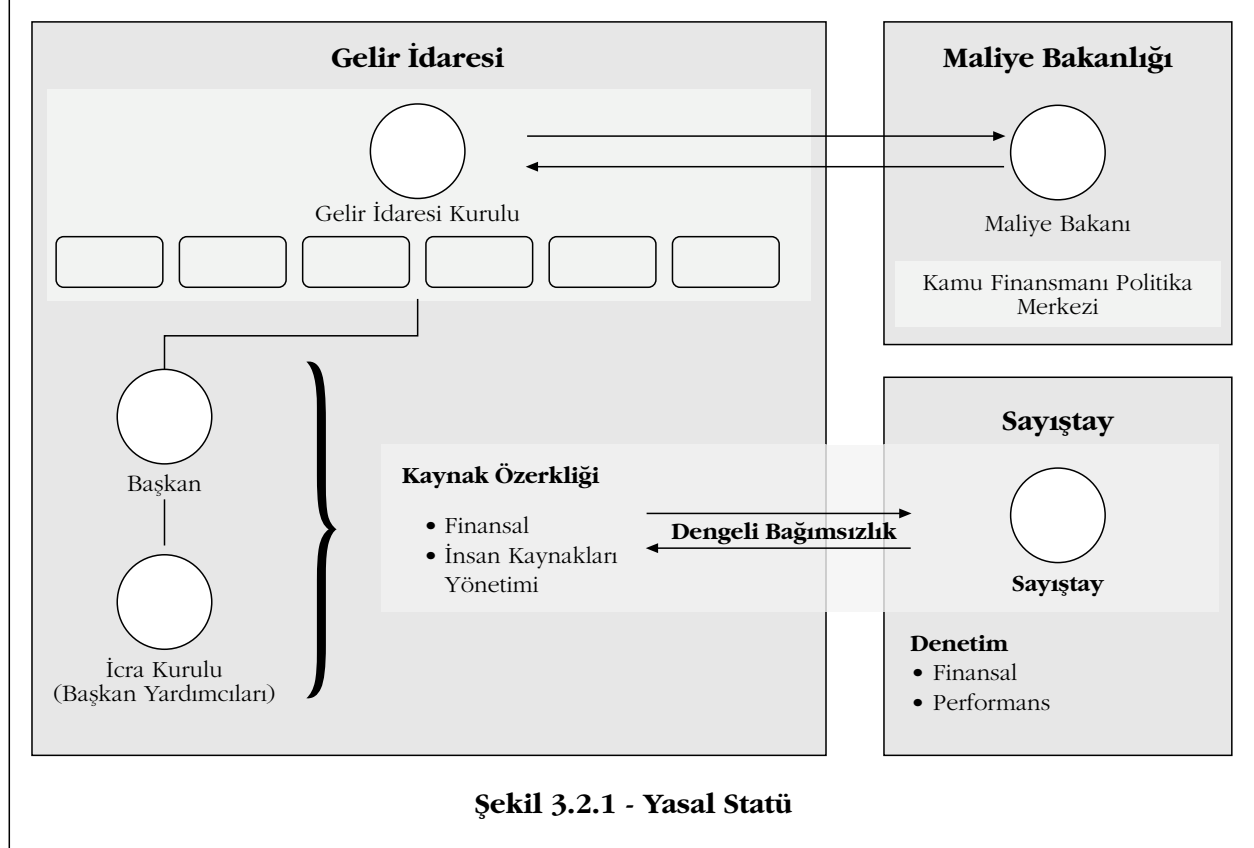 Gelir İdaresi
Gelir İdaresi Kurulu
Başkan
İcra Kurulu
(Başkan Yardımcıları)
Kaynak Özerkliği
• Finansal
• İnsan Kaynakları
Yönetimi
Dengeli Bağımsızlık
Maliye Bakanlığı
Maliye Bakanı
Kamu Finansmanı Politika
Merkezi
Sayıştay
Sayıştay
Denetim
• Finansal
• Performans
Şekil 3.2.1 - Yasal Statü